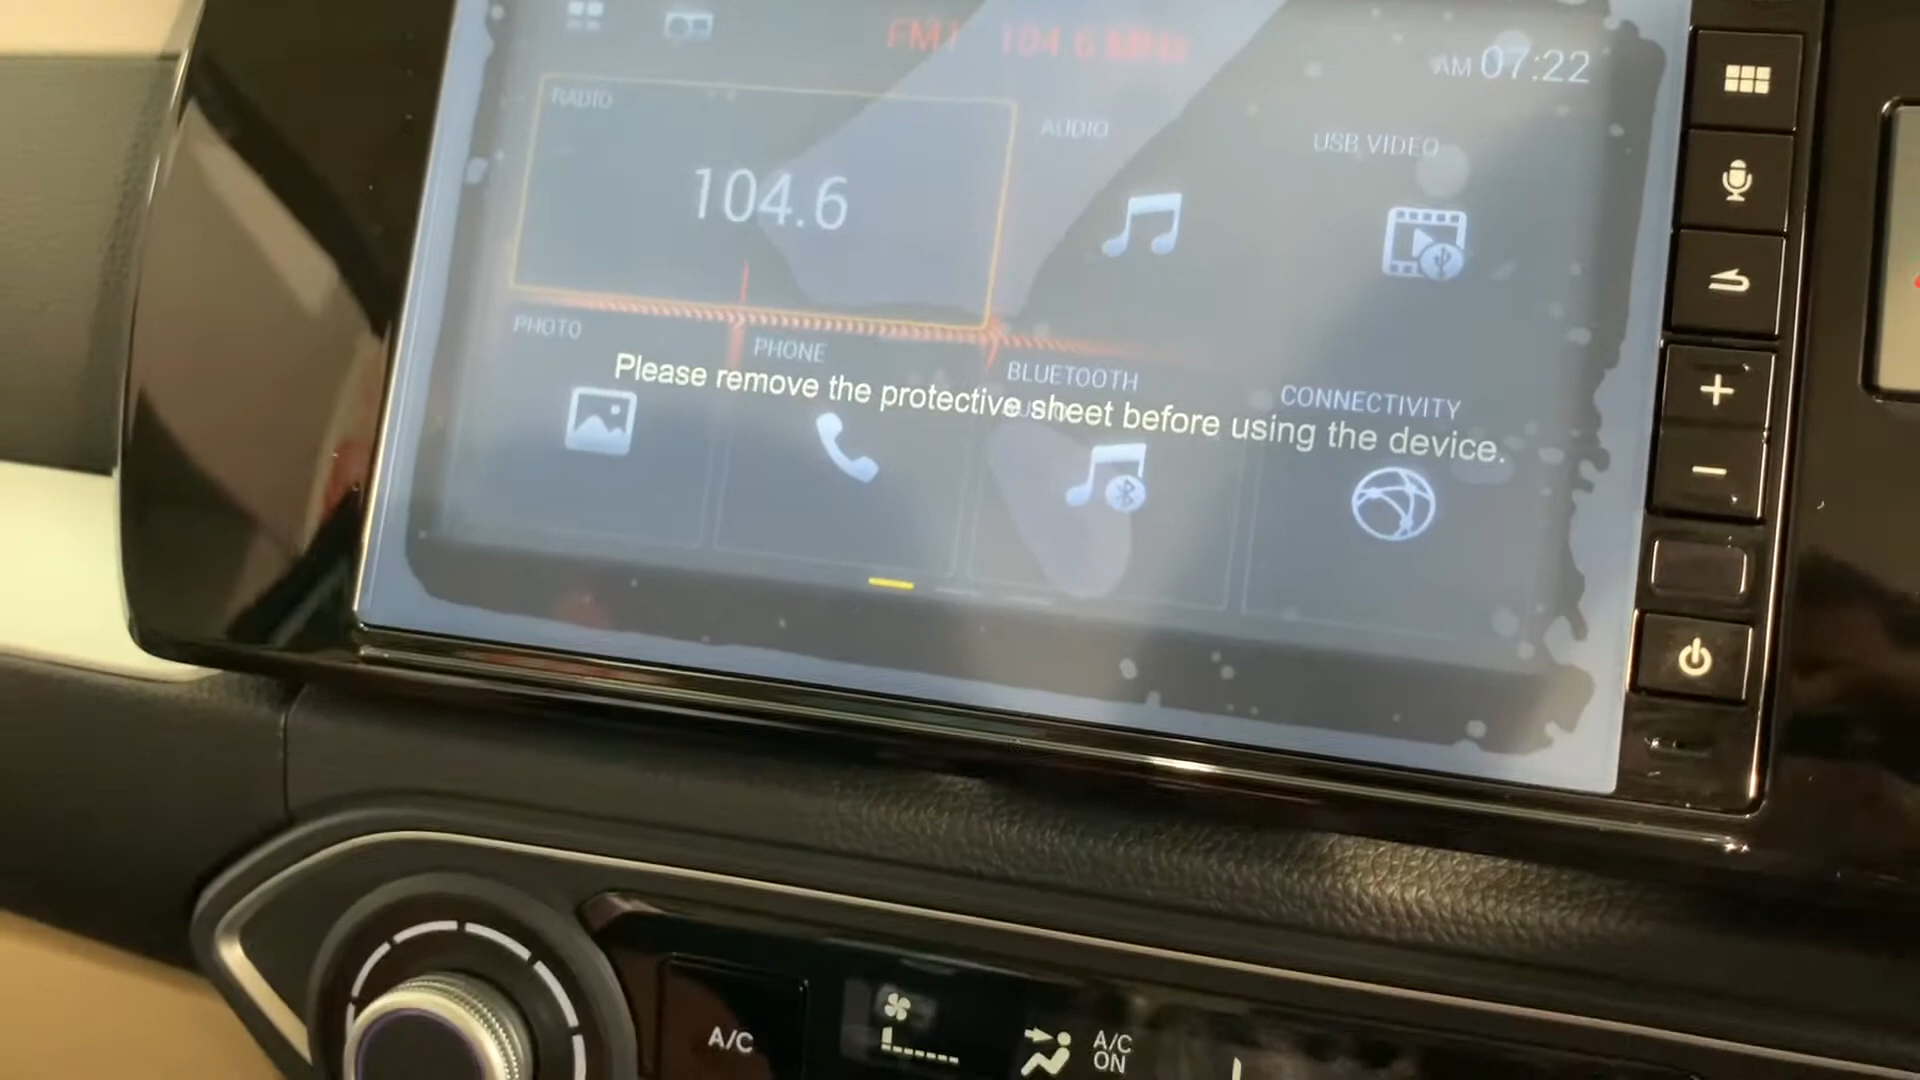 FM1 104.6 MHz
AM 07:22
RADIO
104.6
AUDIO
USB VIDEO
PHOTO
PHONE
BLUETOOTH
CONNECTIVITY
Please remove the protective sheet before using the device.
A/C
A/C
ON